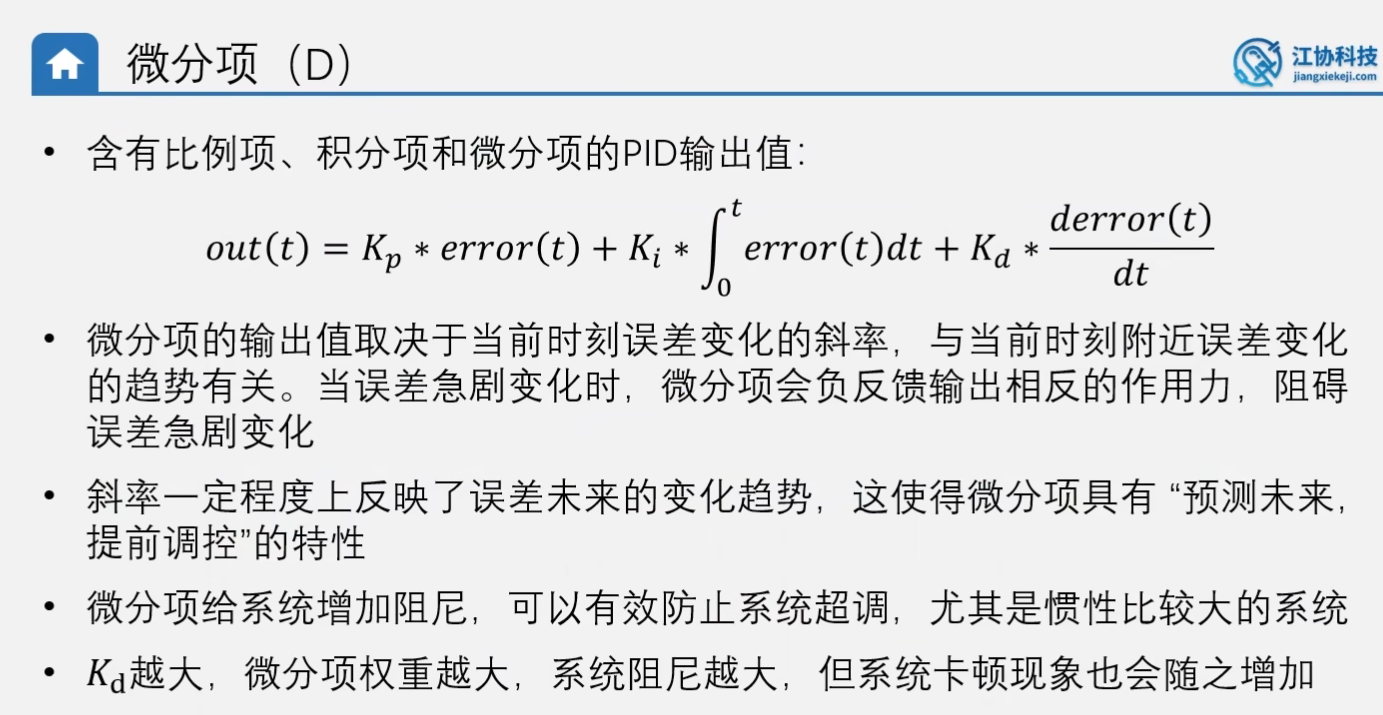 微分项（D）
江协科技
jiangxiekeji.com
• 含有比例项、积分项和微分项的PID输出值：
out(t) = K_p * error(t) + K_i * ∫_0^t error(t)dt + K_d * derror(t)/dt
• 微分项的输出值取决于当前时刻误差变化的斜率，与当前时刻附近误差变化
的趋势有关。当误差急剧变化时，微分项会负反馈输出相反的作用力，阻碍
误差急剧变化
• 斜率一定程度上反映了误差未来的变化趋势，这使得微分项具有 “预测未来，
提前调控”的特性
• 微分项给系统增加阻尼，可以有效防止系统超调，尤其是惯性比较大的系统
• K_d越大，微分项权重越大，系统阻尼越大，但系统卡顿现象也会随之增加